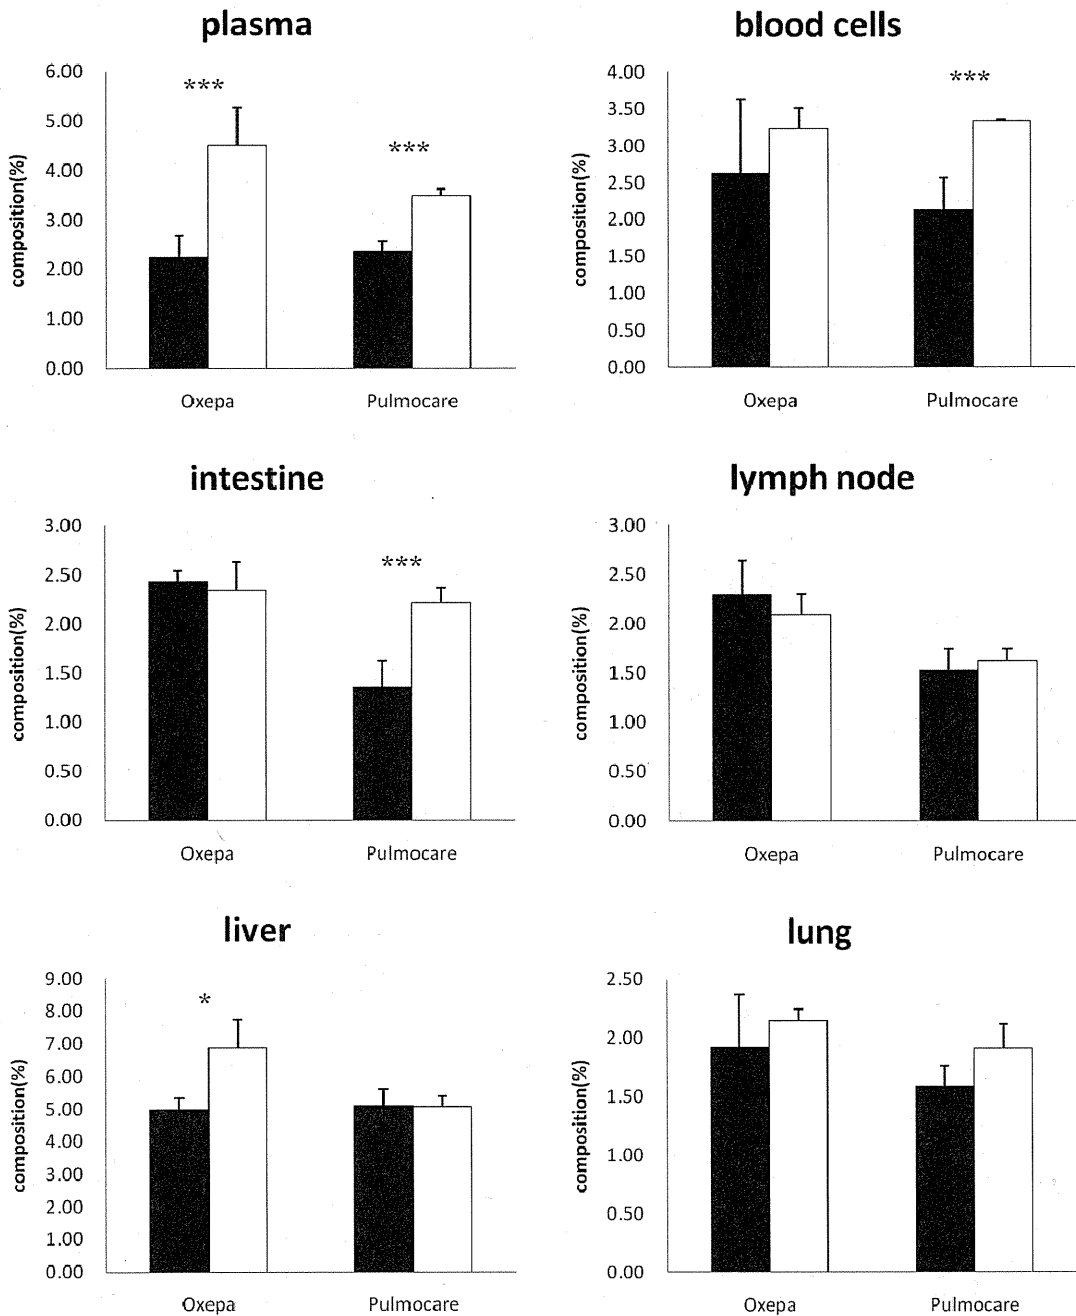 plasma
composition(%)
6.00
5.00
4.00
3.00
2.00
1.00
0.00
***
***
Oxepa Pulmocare
blood cells
composition(%)
4.00
3.50
3.00
2.50
2.00
1.50
1.00
0.50
0.00
***
Oxepa Pulmocare
intestine
composition(%)
3.00
2.50
2.00
1.50
1.00
0.50
0.00
***
Oxepa Pulmocare
lymph node
composition(%)
3.00
2.50
2.00
1.50
1.00
0.50
0.00
Oxepa Pulmocare
liver
composition(%)
9.00
8.00
7.00
6.00
5.00
4.00
3.00
2.00
1.00
0.00
*
Oxepa Pulmocare
lung
composition(%)
2.50
2.00
1.50
1.00
0.50
0.00
Oxepa Pulmocare